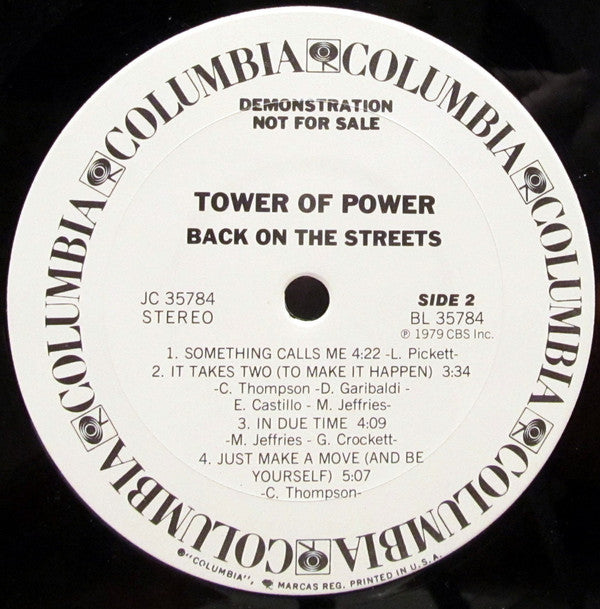 COLUMBIA COLUMBIA COLUMBIA COLUMBIA COLUMBIA COLUMBIA
DEMONSTRATION
NOT FOR SALE
TOWER OF POWER
BACK ON THE STREETS
JC 35784
STEREO
SIDE 2
BL 35784
℗ 1979 CBS Inc.
1. SOMETHING CALLS ME 4:22 -L. Pickett-
2. IT TAKES TWO (TO MAKE IT HAPPEN) 3:34
-C. Thompson -D. Garibaldi -
E. Castillo - M. Jeffries-
3. IN DUE TIME 4:09
-M. Jeffries - G. Crockett-
4. JUST MAKE A MOVE (AND BE
YOURSELF) 5:07
-C. Thompson-
®"COLUMBIA", MARCAS REG. PRINTED IN U.S.A.